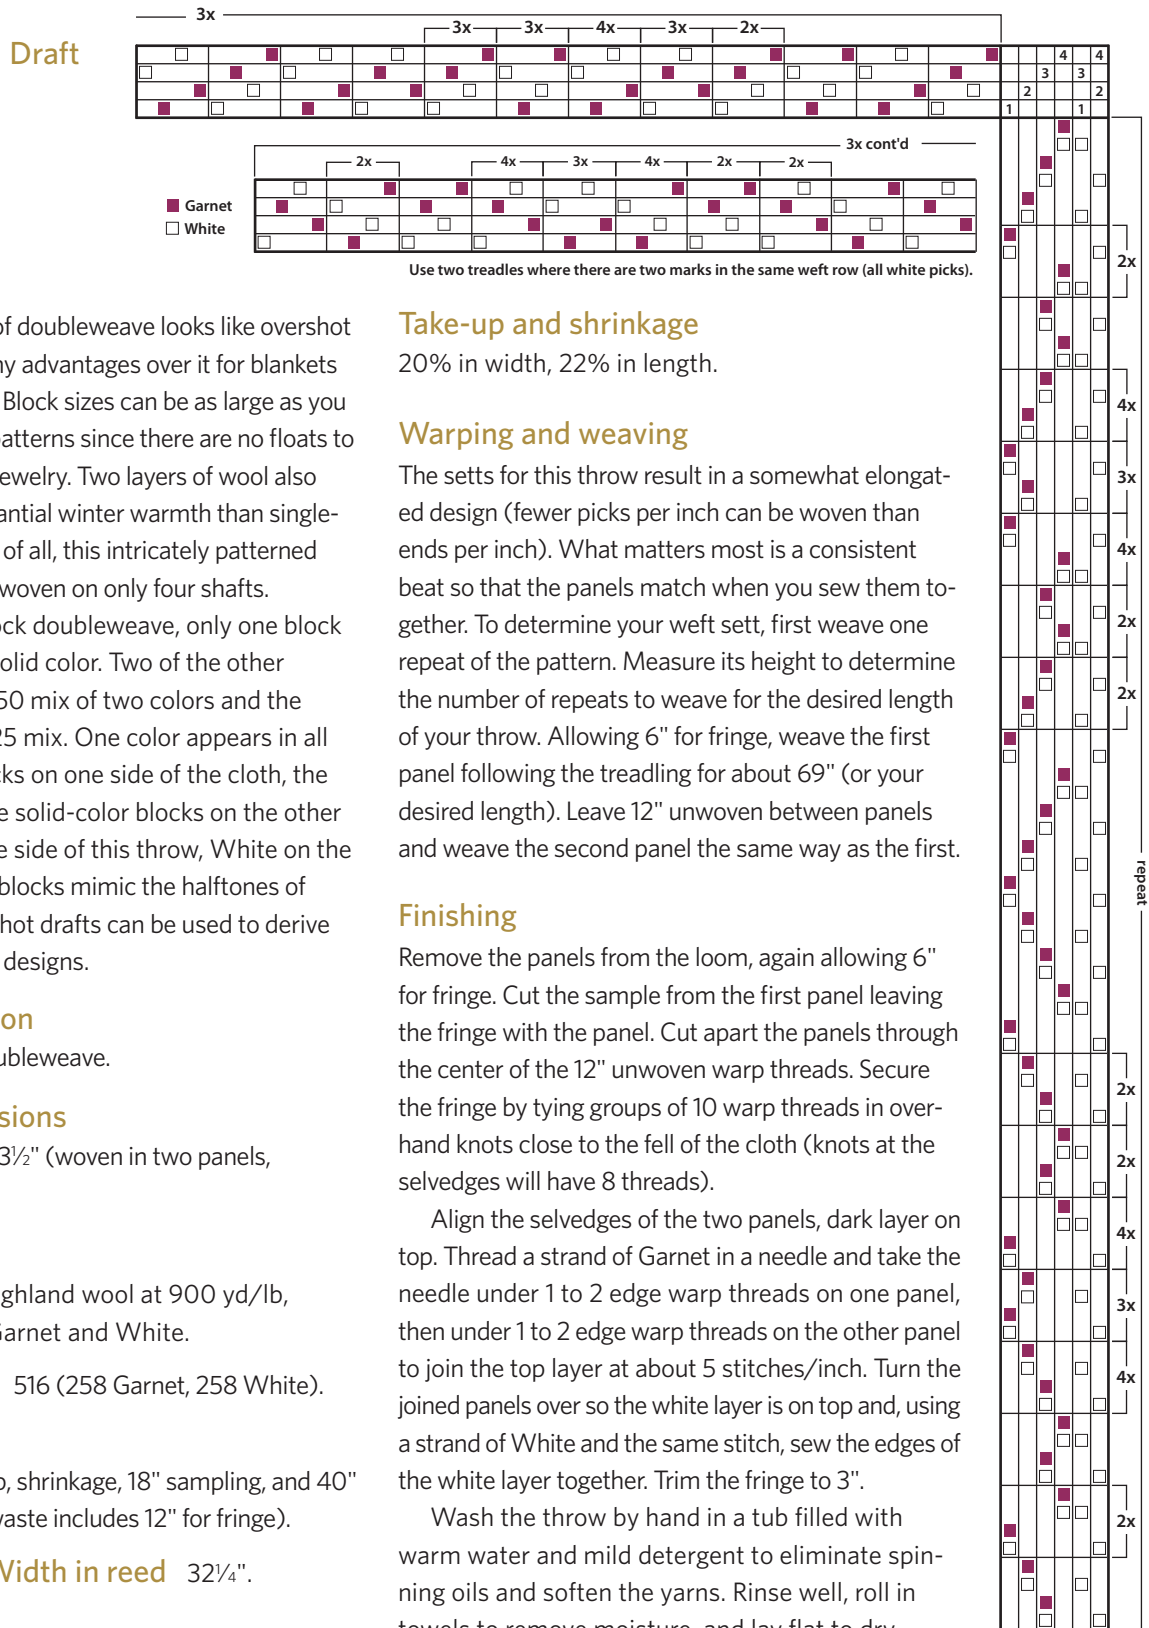 Draft
3x
3x 3x 4x 3x 2x
4 4
3 3
2 2
1 1
3x cont'd
2x 4x 3x 4x 2x 2x
Garnet
White
Use two treadles where there are two marks in the same weft row (all white picks).
2x
4x
3x
4x
2x
2x
repeat
2x
2x
4x
3x
4x
2x
of doubleweave looks like overshot
ny advantages over it for blankets
Block sizes can be as large as you
patterns since there are no floats to
ewelry. Two layers of wool also
antial winter warmth than single-
of all, this intricately patterned
woven on only four shafts.
ock doubleweave, only one block
olid color. Two of the other
50 mix of two colors and the
25 mix. One color appears in all
cks on one side of the cloth, the
e solid-color blocks on the other
e side of this throw, White on the
blocks mimic the halftones of
hot drafts can be used to derive
designs.
on
ubleweave.
sions
3½" (woven in two panels,
ghland wool at 900 yd/lb,
Garnet and White.
516 (258 Garnet, 258 White).
p, shrinkage, 18" sampling, and 40"
waste includes 12" for fringe).
Width in reed 32¼".
Take-up and shrinkage
20% in width, 22% in length.
Warping and weaving
The setts for this throw result in a somewhat elongat-
ed design (fewer picks per inch can be woven than
ends per inch). What matters most is a consistent
beat so that the panels match when you sew them to-
gether. To determine your weft sett, first weave one
repeat of the pattern. Measure its height to determine
the number of repeats to weave for the desired length
of your throw. Allowing 6" for fringe, weave the first
panel following the treadling for about 69" (or your
desired length). Leave 12" unwoven between panels
and weave the second panel the same way as the first.
Finishing
Remove the panels from the loom, again allowing 6"
for fringe. Cut the sample from the first panel leaving
the fringe with the panel. Cut apart the panels through
the center of the 12" unwoven warp threads. Secure
the fringe by tying groups of 10 warp threads in over-
hand knots close to the fell of the cloth (knots at the
selvedges will have 8 threads).
Align the selvedges of the two panels, dark layer on
top. Thread a strand of Garnet in a needle and take the
needle under 1 to 2 edge warp threads on one panel,
then under 1 to 2 edge warp threads on the other panel
to join the top layer at about 5 stitches/inch. Turn the
joined panels over so the white layer is on top and, using
a strand of White and the same stitch, sew the edges of
the white layer together. Trim the fringe to 3".
Wash the throw by hand in a tub filled with
warm water and mild detergent to eliminate spin-
ning oils and soften the yarns. Rinse well, roll in
towels to remove moisture, and lay flat to dry.